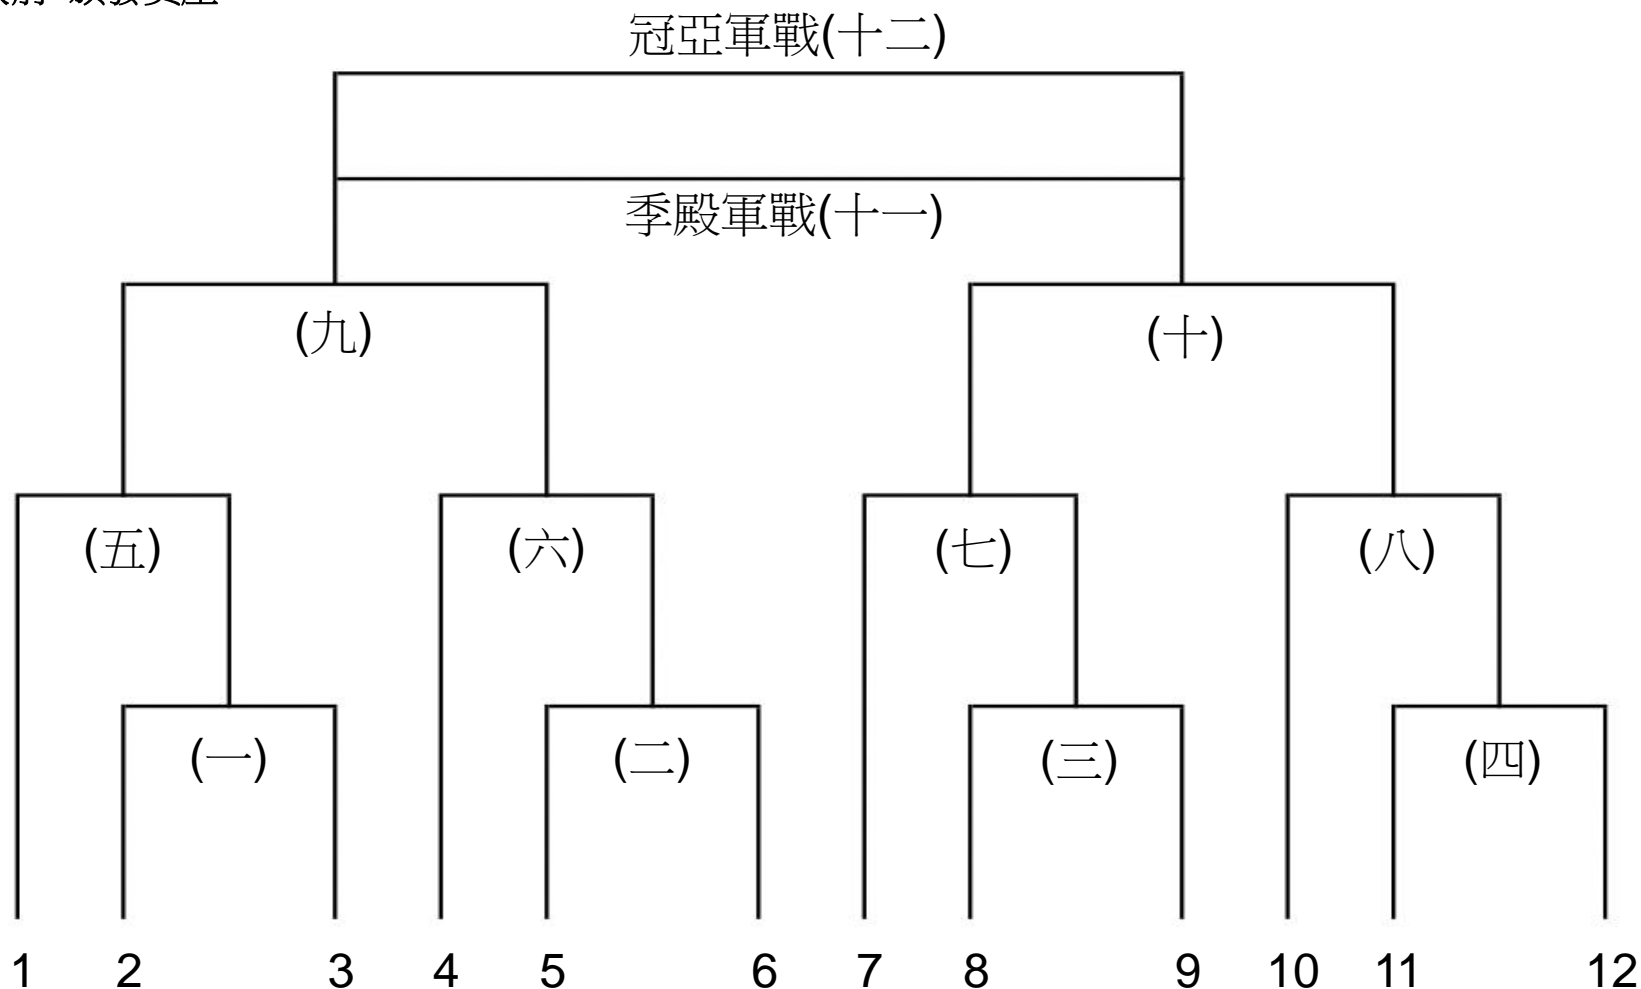 冠亞軍戰(十二)
季殿軍戰(十一)
(九) (十)
(五) (六) (七) (八)
(一) (二) (三) (四)
1 2 3 4 5 6 7 8 9 10 11 12